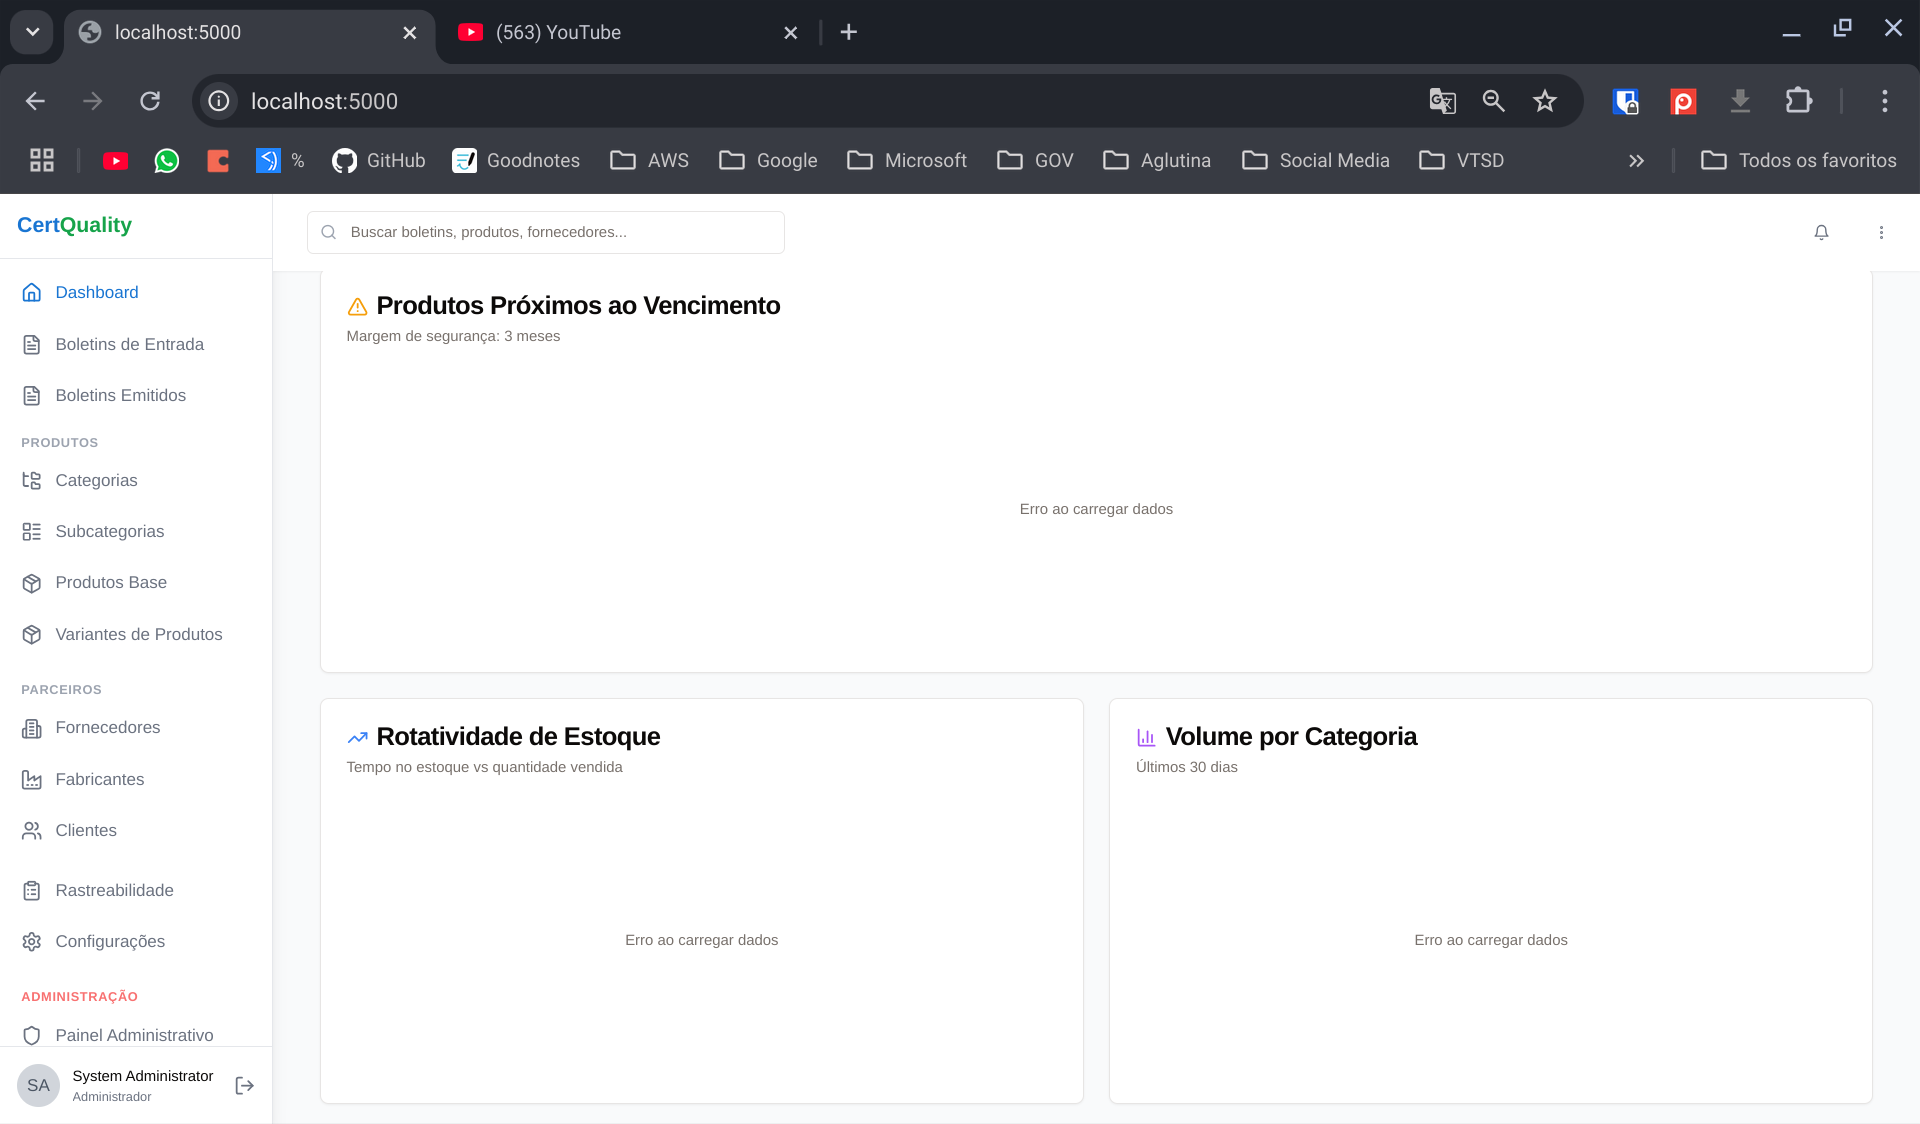 localhost:5000
(563) YouTube
localhost:5000
%
GitHub
Goodnotes
AWS
Google
Microsoft
GOV
Aglutina
Social Media
VTSD
Todos os favoritos
CertQuality
Buscar boletins, produtos, fornecedores...
Dashboard
Boletins de Entrada
Boletins Emitidos
PRODUTOS
Categorias
Subcategorias
Produtos Base
Variantes de Produtos
PARCEIROS
Fornecedores
Fabricantes
Clientes
Rastreabilidade
Configurações
ADMINISTRAÇÃO
Painel Administrativo
SA
System Administrator
Administrador
Produtos Próximos ao Vencimento
Margem de segurança: 3 meses
Erro ao carregar dados
Rotatividade de Estoque
Tempo no estoque vs quantidade vendida
Erro ao carregar dados
Volume por Categoria
Últimos 30 dias
Erro ao carregar dados